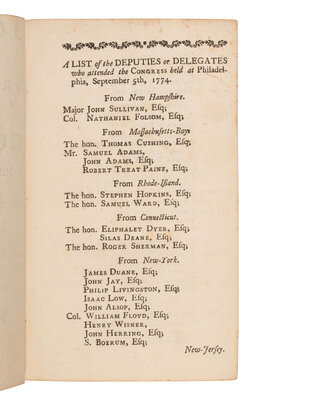 A LIST of the DEPUTIES or DELEGATES
who attended the CONGRESS held at Philadel-
phia, September 5th, 1774.
From New Hampſhire.
Major JOHN SULLIVAN, Eſq;
Col. NATHANIEL FOLSOM, Eſq;
From Maſſachuſetts-Bay.
The hon. THOMAS CUSHING, Eſq;
Mr. SAMUEL ADAMS,
JOHN ADAMS, Eſq;
ROBERT TREAT PAINE, Eſq;
From Rhode-Iſland.
The hon. STEPHEN HOPKINS, Eſq;
The hon. SAMUEL WARD, Eſq;
From Connecticut.
The hon. ELIPHALET DYER, Eſq;
SILAS DEANE, Eſq;
The hon. ROGER SHERMAN, Eſq;
From New-York.
JAMES DUANE, Eſq;
JOHN JAY, Eſq;
PHILIP LIVINGSTON, Eſq;
ISAAC LOW, Eſq;
JOHN ALSOP, Eſq;
Col. WILLIAM FLOYD, Eſq;
HENRY WISNER,
JOHN HERRING, Eſq;
S. BOERUM, Eſq;
New-Jerſey.